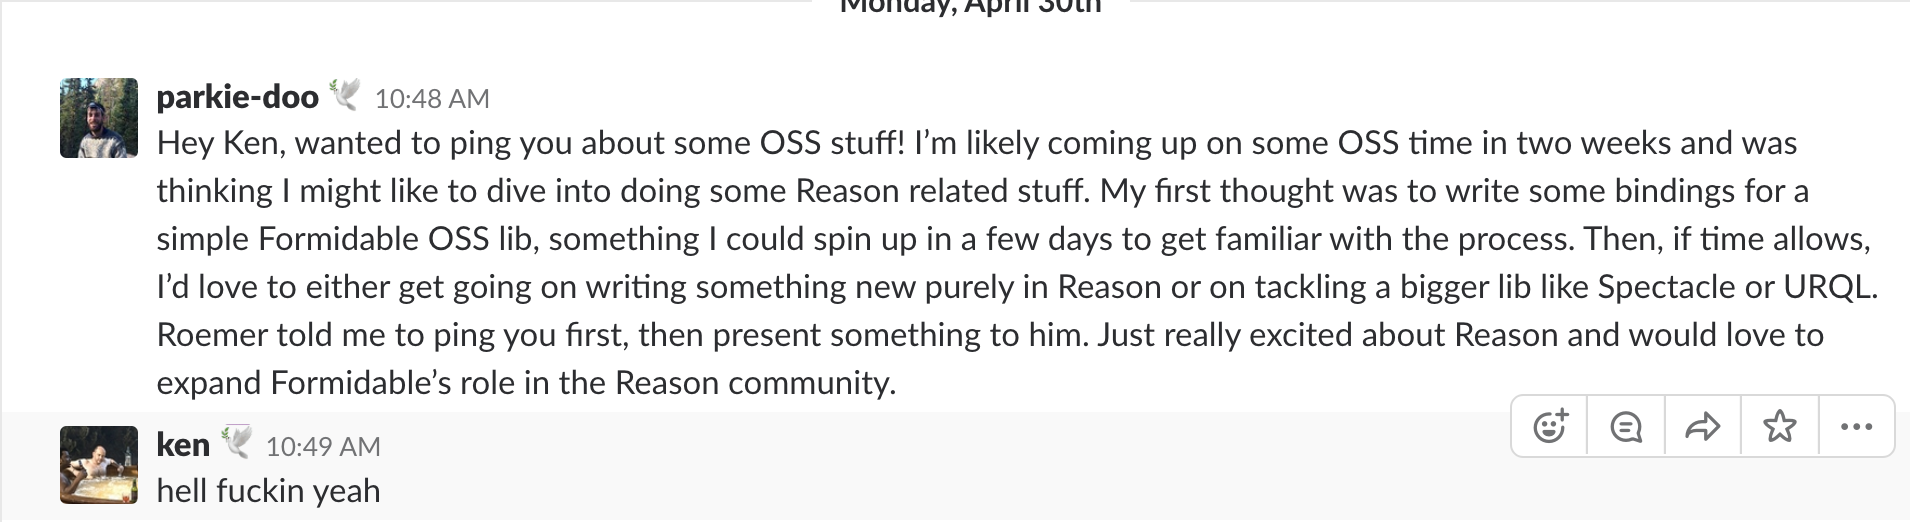 Monday, April 30th
parkie-doo 10:48 AM
Hey Ken, wanted to ping you about some OSS stuff! I’m likely coming up on some OSS time in two weeks and was
thinking I might like to dive into doing some Reason related stuff. My first thought was to write some bindings for a
simple Formidable OSS lib, something I could spin up in a few days to get familiar with the process. Then, if time allows,
I’d love to either get going on writing something new purely in Reason or on tackling a bigger lib like Spectacle or URQL.
Roemer told me to ping you first, then present something to him. Just really excited about Reason and would love to
expand Formidable’s role in the Reason community.
ken 10:49 AM
hell fuckin yeah